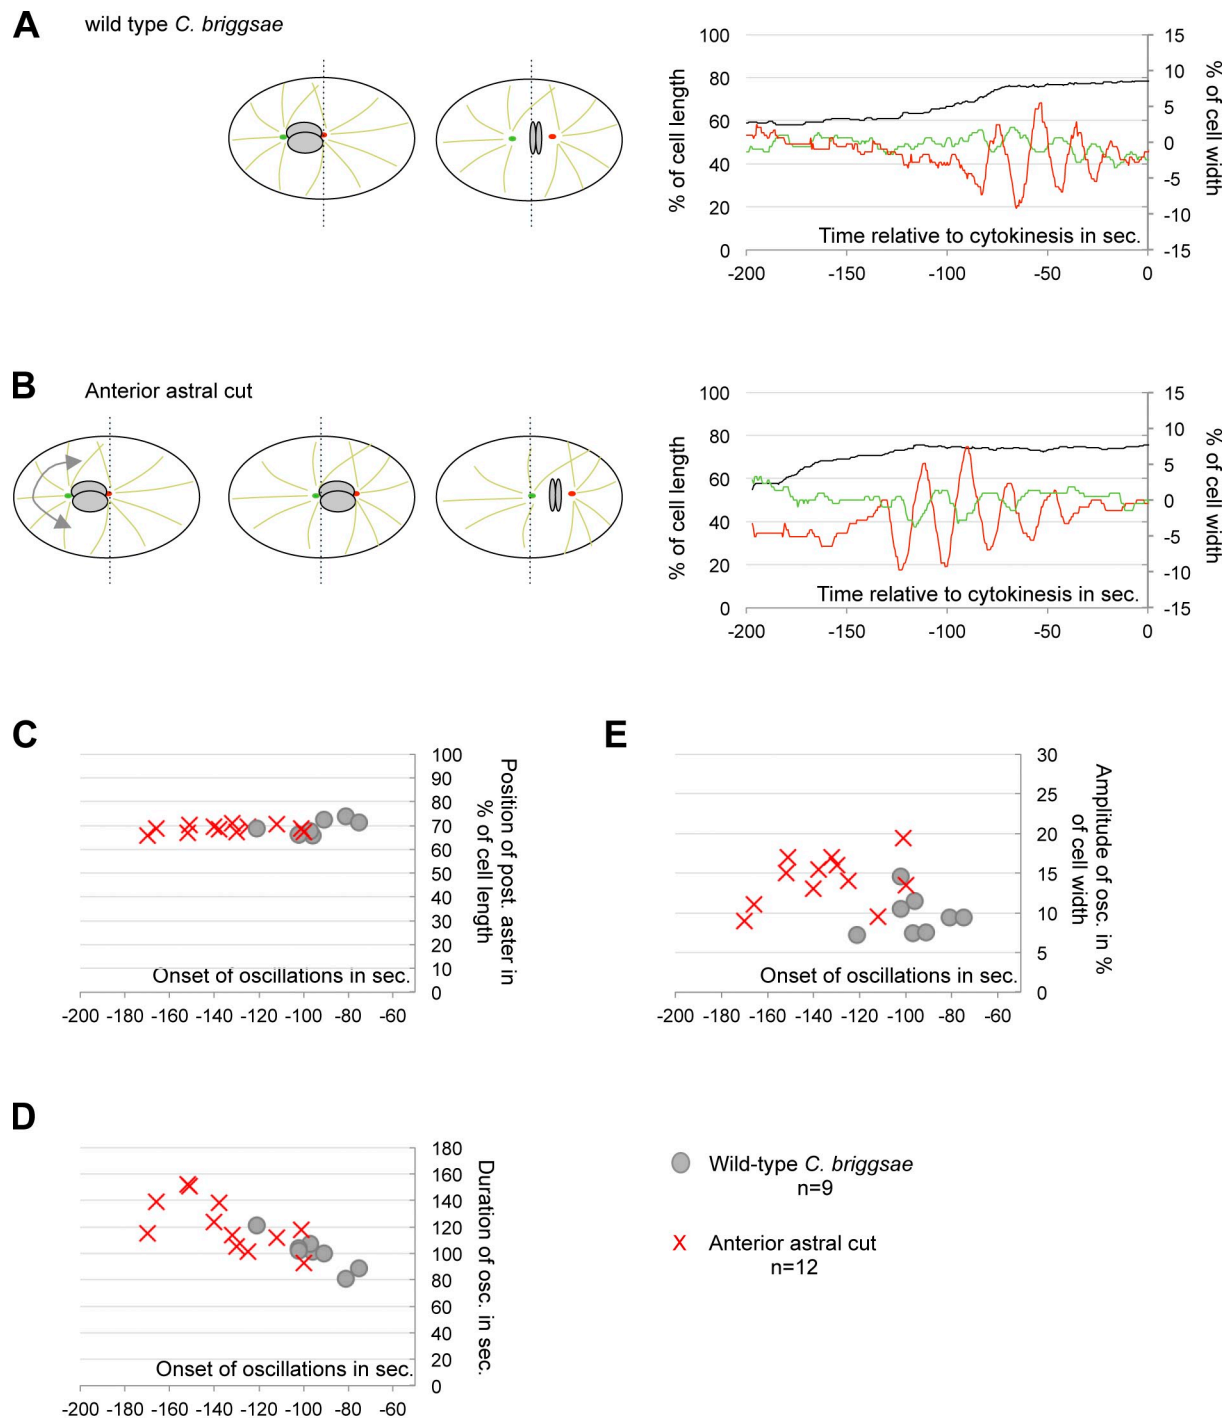 A
wild type C. briggsae
100
80
60
40
20
0
% of cell length
15
10
5
0
-5
-10
-15
% of cell
width
Time relative to cytokinesis in sec.
-200 -150 -100 -50 0
B
Anterior astral cut
100
80
60
40
20
0
% of cell length
15
10
5
0
-5
-10
-15
% of cell
width
Time relative to cytokinesis in sec.
-200 -150 -100 -50 0
C
100
90
80
70
60
50
40
30
20
10
0
Position of post. aster in
% of cell length
Onset of oscillations in sec.
-200 -180 -160 -140 -120 -100 -80 -60
E
30
25
20
15
10
5
0
Amplitude of osc. in %
of cell width
Onset of oscillations in sec.
-200 -180 -160 -140 -120 -100 -80 -60
D
180
160
140
120
100
80
60
40
20
0
Duration of osc. in sec.
Onset of oscillations in sec.
-200 -180 -160 -140 -120 -100 -80 -60
Wild-type C. briggsae
n=9
Anterior astral cut
n=12